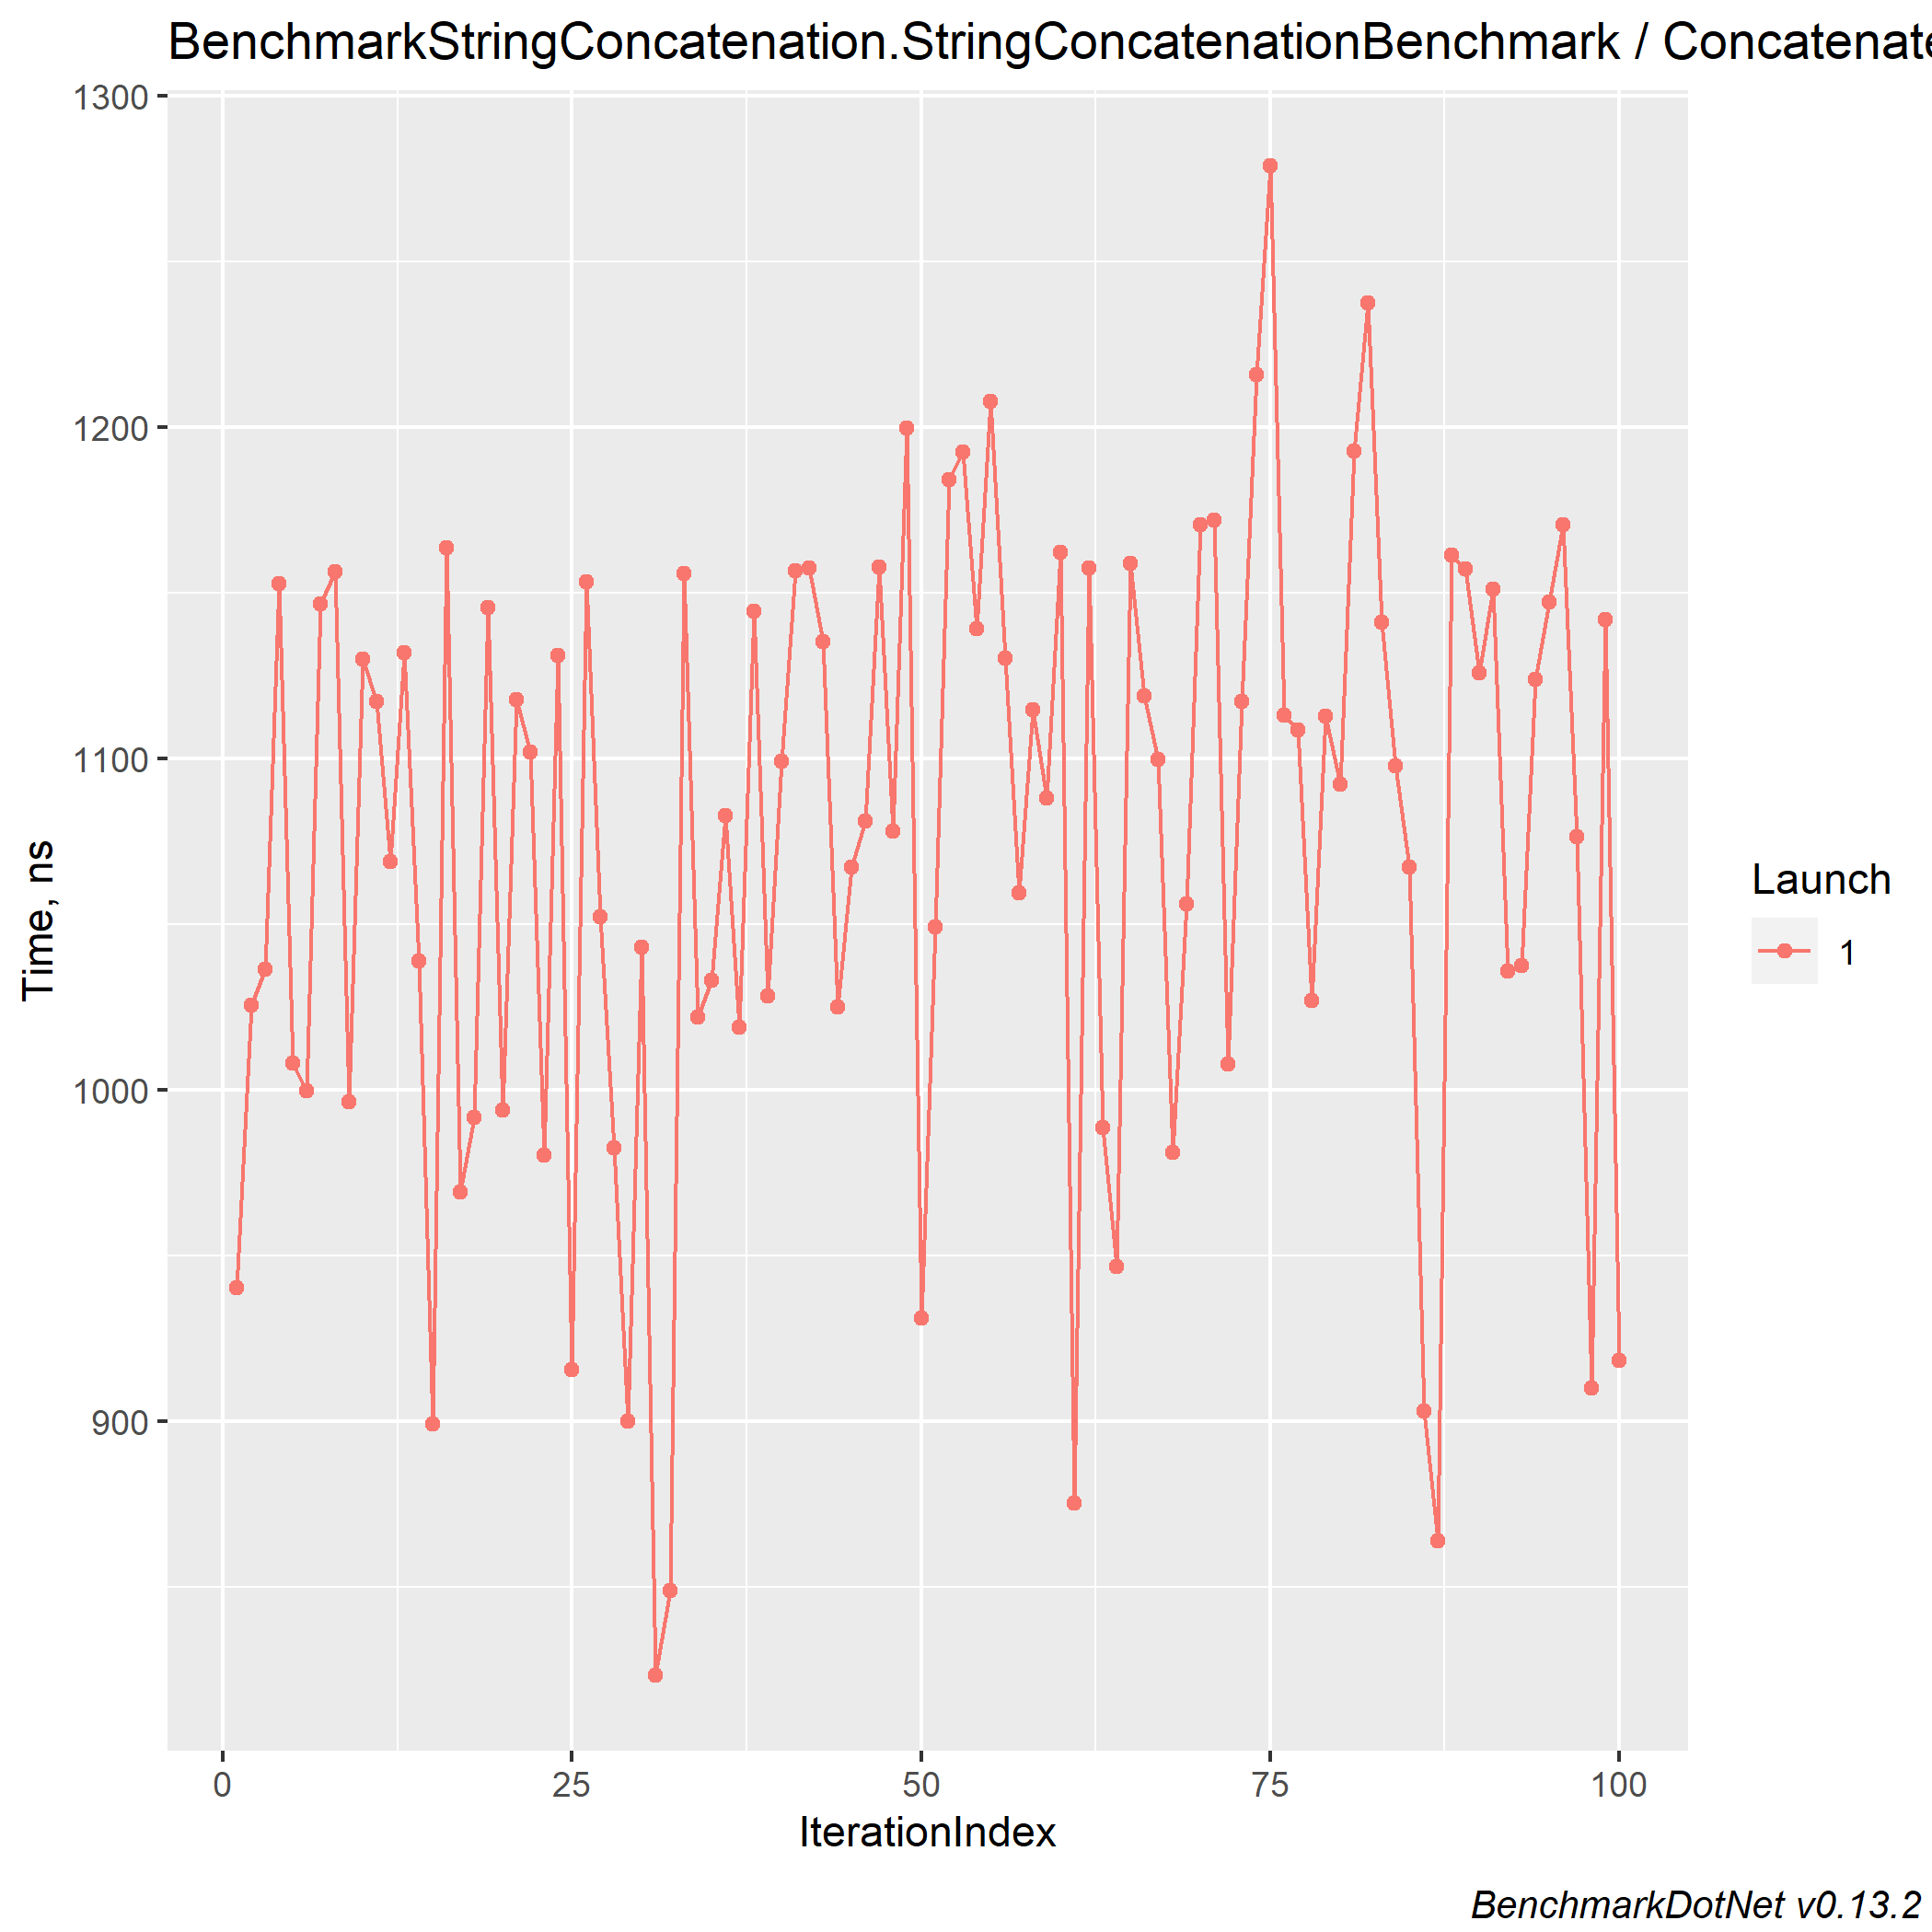 BenchmarkStringConcatenation.StringConcatenationBenchmark / Concatenate
1300
1200
1100
1000
900
Time, ns
0 25 50 75 100
IterationIndex
Launch
1
BenchmarkDotNet v0.13.2